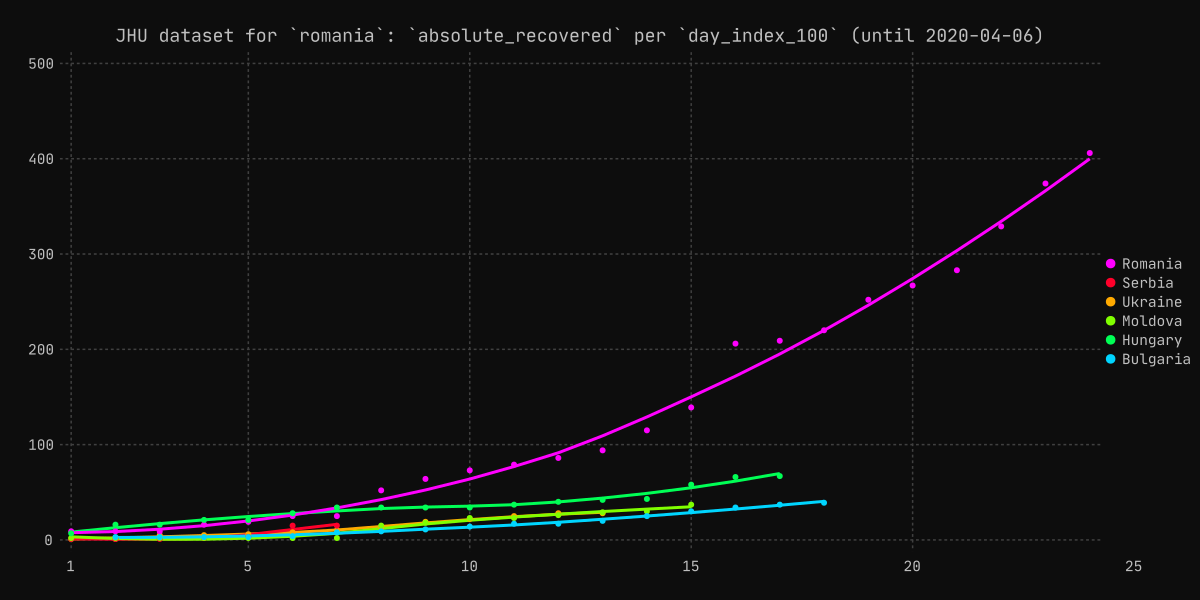 JHU dataset for `romania`: `absolute_recovered` per `day_index_100` (until 2020-04-06)
500
400
300
200
100
0
1 5 10 15 20 25
Romania
Serbia
Ukraine
Moldova
Hungary
Bulgaria